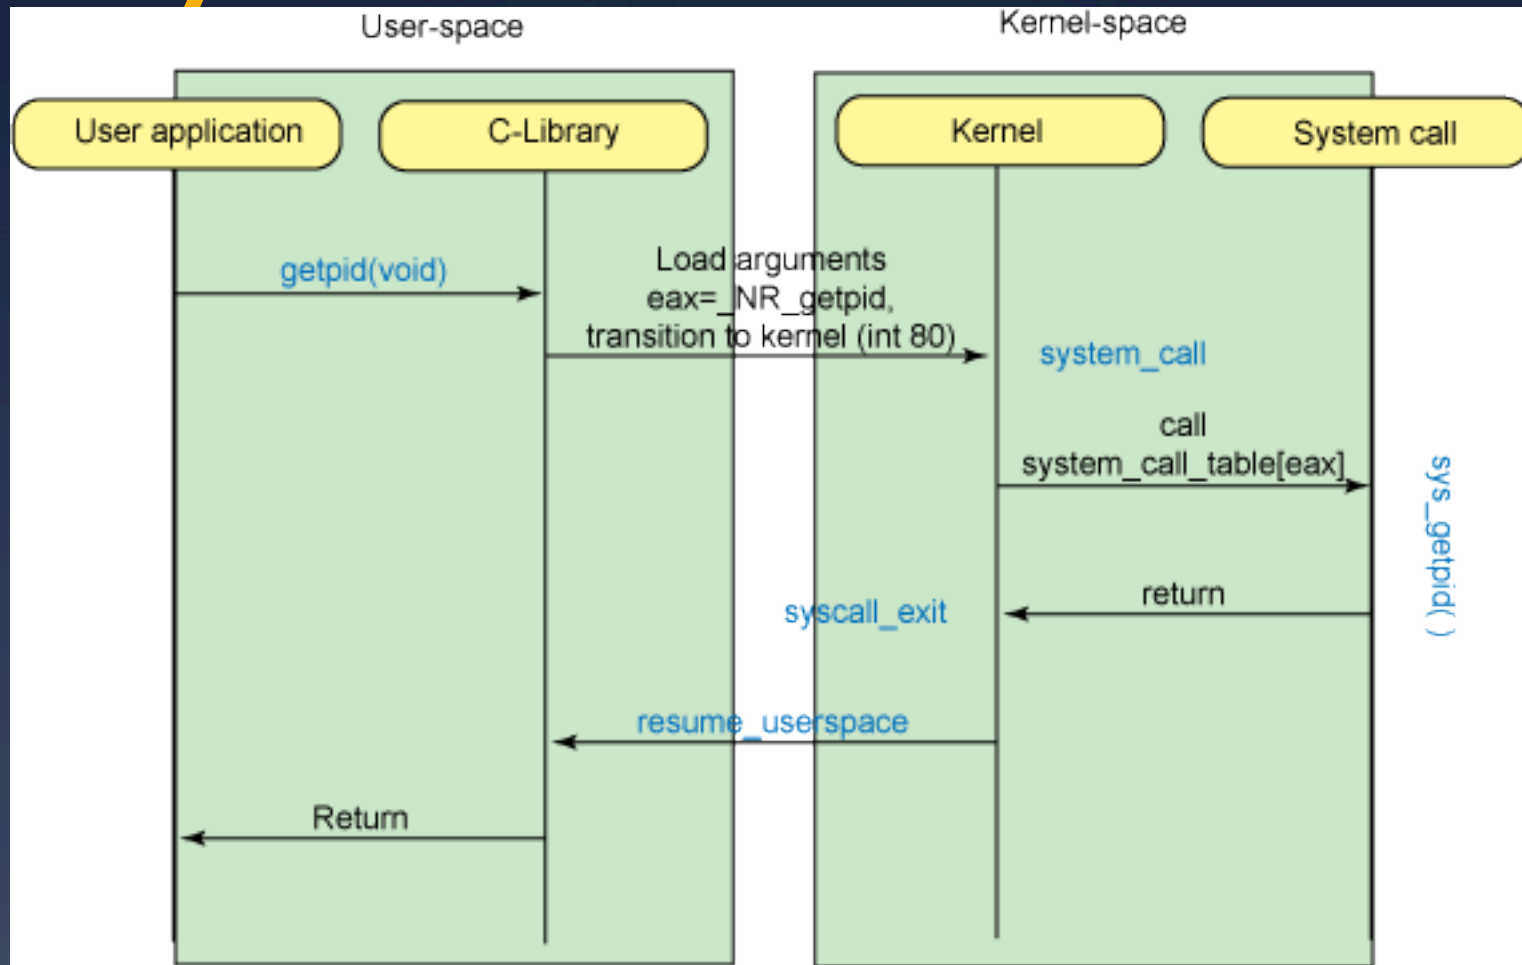 User-space
Kernel-space
User application
C-Library
Kernel
System call
getpid(void)
Load arguments
eax=_NR_getpid,
transition to kernel (int 80)
system_call
call
system_call_table[eax]
sys_getpid( )
return
syscall_exit
resume_userspace
Return